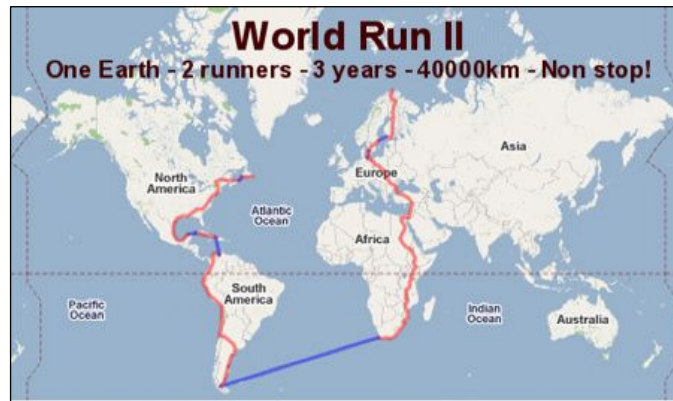 World Run II
One Earth - 2 runners - 3 years - 40000km - Non stop!
Asia
North
America
Europe
Atlantic
Ocean
Africa
Pacific
Ocean
South
America
Indian
Ocean
Australia